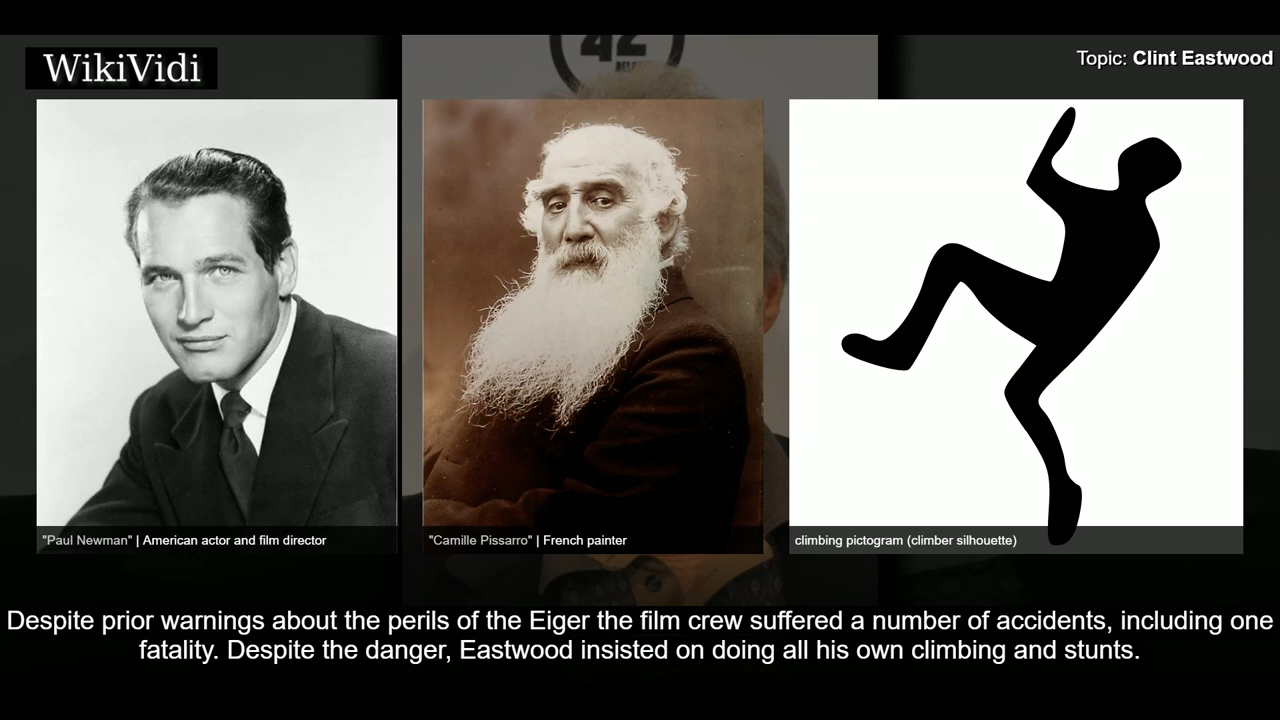 WikiVidi
Topic: Clint Eastwood
42
"Paul Newman" | American actor and film director
"Camille Pissarro" | French painter
climbing pictogram (climber silhouette)
Despite prior warnings about the perils of the Eiger the film crew suffered a number of accidents, including one
fatality. Despite the danger, Eastwood insisted on doing all his own climbing and stunts.